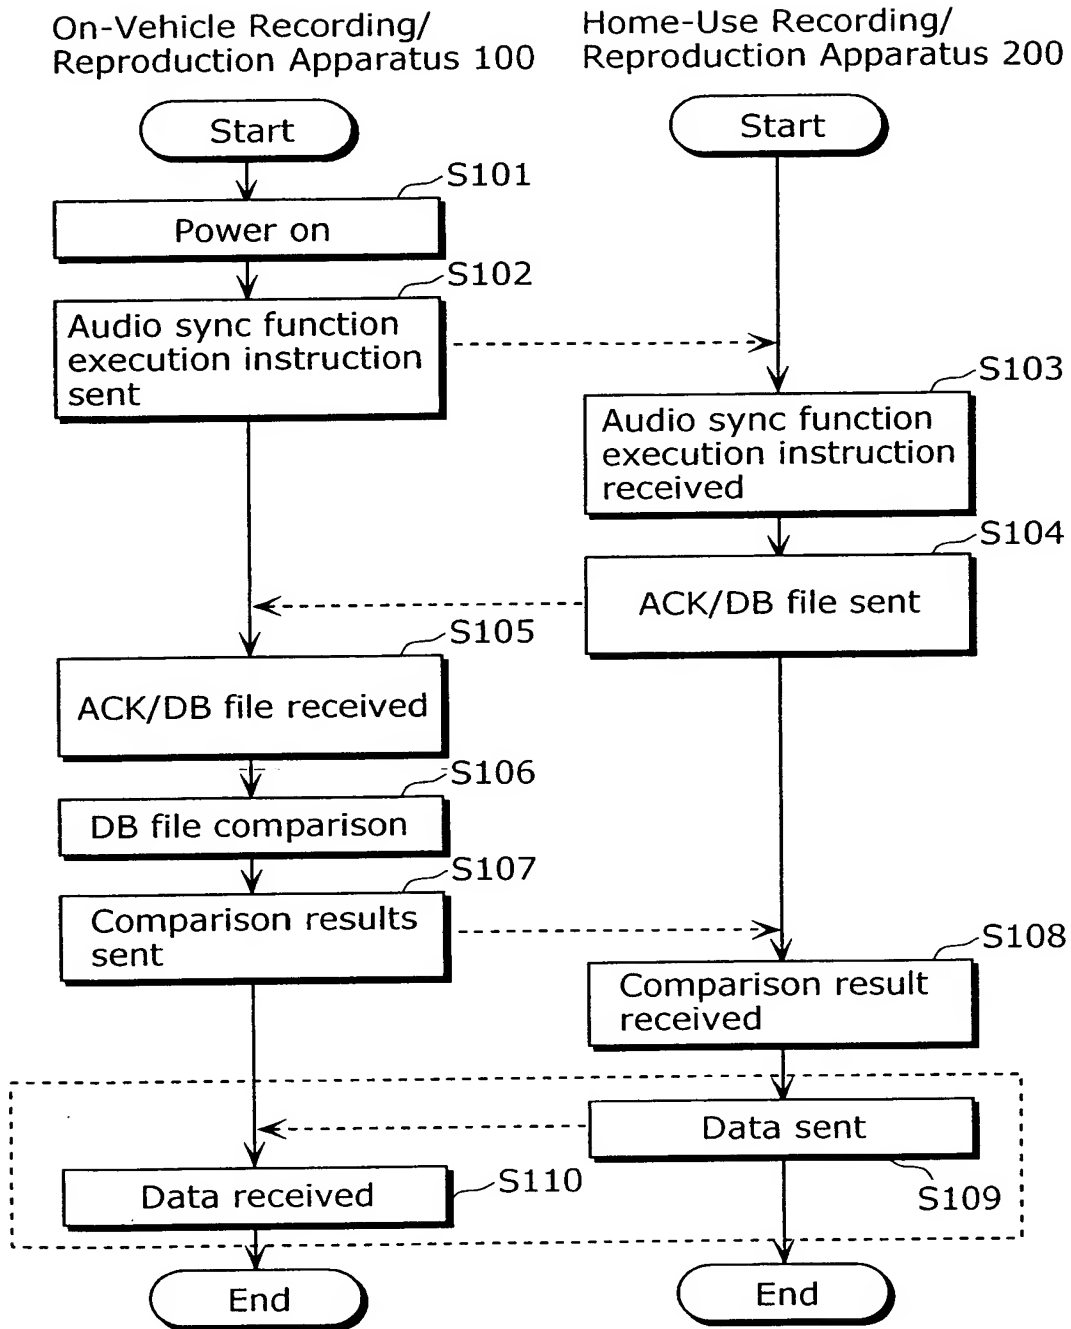 On-Vehicle Recording/
Reproduction Apparatus 100
Home-Use Recording/
Reproduction Apparatus 200
Start
Start
S101
Power on
S102
Audio sync function
execution instruction
sent
S103
Audio sync function
execution instruction
received
S104
ACK/DB file sent
S105
ACK/DB file received
S106
DB file comparison
S107
Comparison results
sent
S108
Comparison result
received
Data sent
S109
Data received
S110
End
End